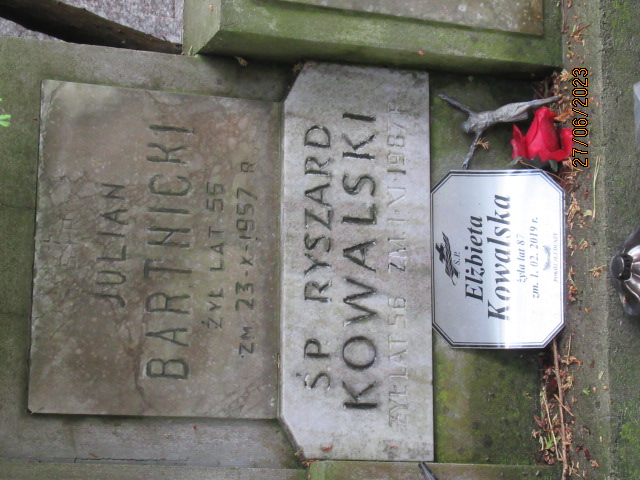 JULIAN
BARTNICKI
ŻYŁ LAT 56
ZM 23-X-1957 R
ŚP RYSZARD
KOWALSKI
ŻYŁ LAT 56 ZM.
Ś.P.
Elżbieta
Kowalska
żyła lat 87
zm. 1. 02. 2019 r.
27/06/2023